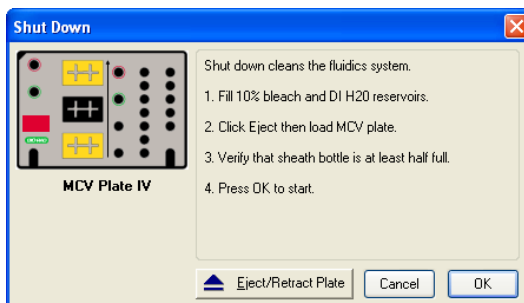 Shut Down
Shut down cleans the fluidics system.
1. Fill 10% bleach and DI H20 reservoirs.
2. Click Eject then load MCV plate.
3. Verify that sheath bottle is at least half full.
4. Press OK to start.
MCV Plate IV
Eject/Retract Plate
Cancel
OK